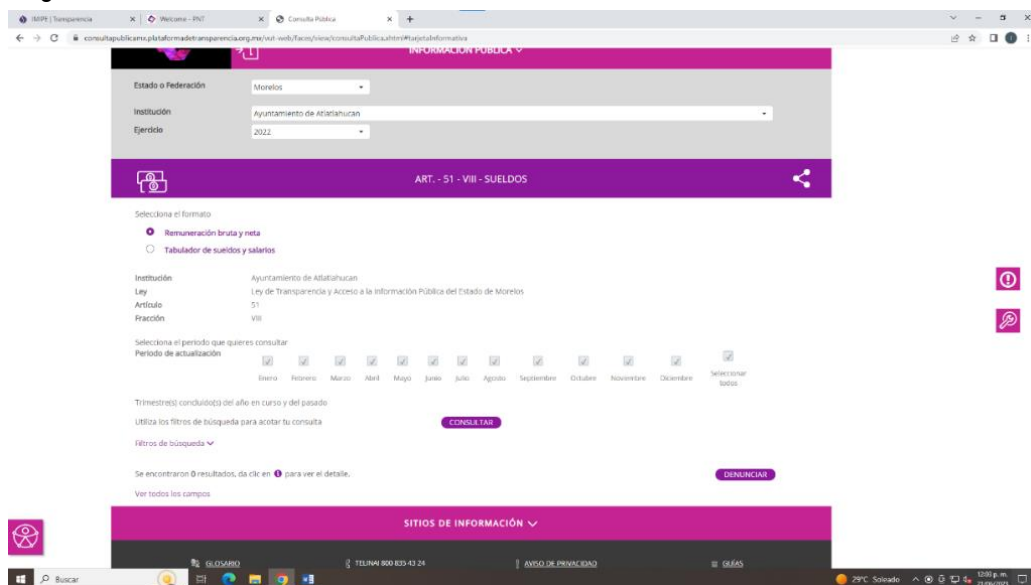 IMIPE | Transparencia
Welcome - PNT
Consulta Pública
consultapublicamx.plataformadetransparencia.org.mx/vut-web/faces/view/consultaPublica.xhtml#tarjetaInformativa
INFORMACIÓN PÚBLICA
Estado o Federación Morelos
Institución Ayuntamiento de Atlatlahucan
Ejercicio 2022
ART. - 51 - VIII - SUELDOS
Selecciona el formato
Remuneración bruta y neta
Tabulador de sueldos y salarios
Institución Ayuntamiento de Atlatlahucan
Ley Ley de Transparencia y Acceso a la Información Pública del Estado de Morelos
Artículo 51
Fracción VIII
Selecciona el periodo que quieres consultar
Periodo de actualización
Enero Febrero Marzo Abril Mayo Junio Julio Agosto Septiembre Octubre Noviembre Diciembre Seleccionar todos
Trimestre(s) concluido(s) del año en curso y del pasado
Utiliza los filtros de búsqueda para acotar tu consulta CONSULTAR
Filtros de búsqueda
Se encontraron 0 resultados, da clic en para ver el detalle. DENUNCIAR
Ver todos los campos
SITIOS DE INFORMACIÓN
GLOSARIO TELINAI 800 835 43 24 AVISO DE PRIVACIDAD GUÍAS
Buscar 29°C Soleado